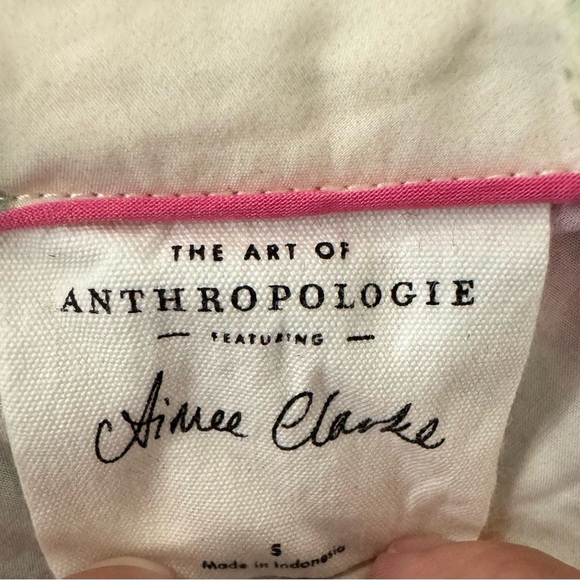 THE ART OF
ANTHROPOLOGIE
— FEATURING —
Aimee Clarke
S
Made in Indonesia